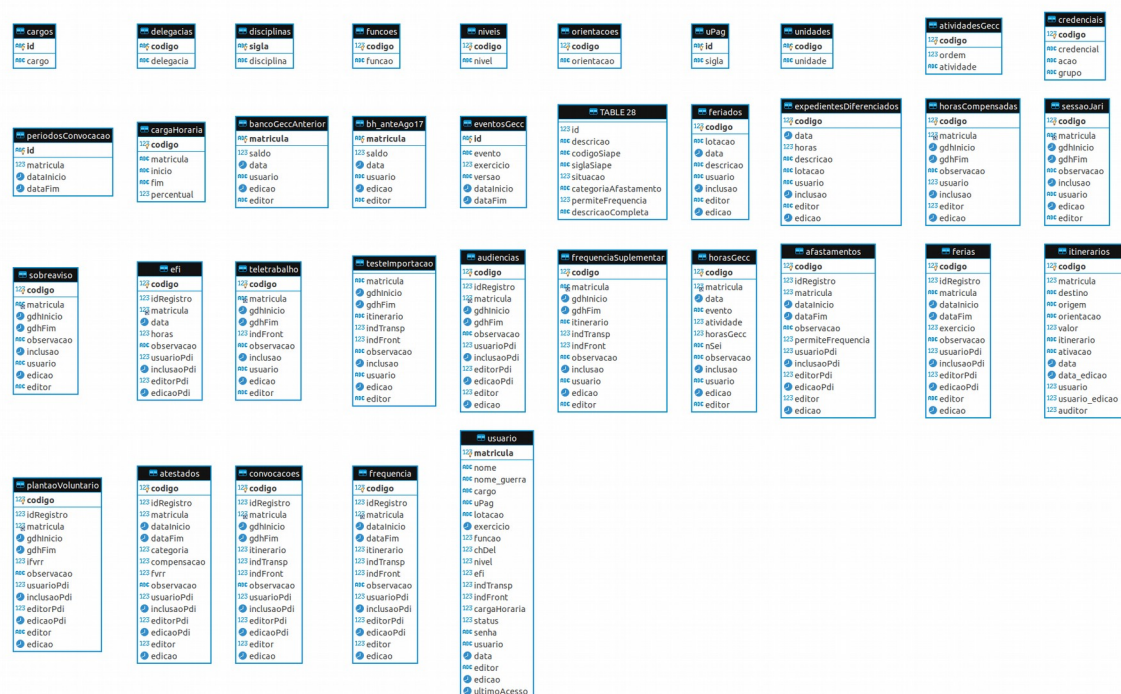 cargos
id
cargo
delegacias
codigo
delegacia
disciplinas
sigla
disciplina
funcoes
codigo
funcao
niveis
codigo
nivel
orientacoes
codigo
orientacao
uPag
id
sigla
unidades
codigo
unidade
atividadesGecc
codigo
ordem
atividade
credenciais
codigo
credencial
acao
grupo
periodosConvocacao
id
matricula
dataInicio
dataFim
cargaHoraria
codigo
matricula
inicio
fim
percentual
bancoGeccAnterior
matricula
saldo
data
usuario
edicao
editor
bh_anteAgo17
matricula
saldo
data
usuario
edicao
editor
eventosGecc
id
evento
exercicio
versao
dataInicio
dataFim
TABLE 28
id
descricao
codigoSiape
siglaSiape
situacao
categoriaAfastamento
permiteFrequencia
descricaoCompleta
feriados
codigo
lotacao
data
descricao
usuario
inclusao
editor
edicao
expedientesDiferenciados
codigo
data
horas
descricao
lotacao
usuario
inclusao
editor
edicao
horasCompensadas
codigo
matricula
gdhInicio
gdhFim
observacao
usuario
inclusao
editor
edicao
sessaoJari
codigo
matricula
gdhInicio
gdhFim
observacao
inclusao
usuario
edicao
editor
sobreaviso
codigo
matricula
gdhInicio
gdhFim
observacao
inclusao
usuario
edicao
editor
efi
codigo
idRegistro
matricula
data
horas
observacao
usuarioPdi
inclusaoPdi
editorPdi
edicaoPdi
teletrabalho
codigo
matricula
gdhInicio
gdhFim
indFront
observacao
inclusao
usuario
edicao
editor
testeImportacao
matricula
gdhInicio
gdhFim
itinerario
indTransp
indFront
observacao
inclusao
usuario
edicao
editor
audiencias
codigo
idRegistro
matricula
gdhInicio
gdhFim
observacao
usuarioPdi
inclusaoPdi
editorPdi
edicaoPdi
editor
edicao
frequenciaSuplementar
codigo
matricula
gdhInicio
gdhFim
itinerario
indTransp
indFront
observacao
inclusao
usuario
edicao
editor
horasGecc
codigo
matricula
data
evento
atividade
horasGecc
nSei
observacao
inclusao
usuario
edicao
editor
afastamentos
codigo
idRegistro
matricula
dataInicio
dataFim
observacao
permiteFrequencia
usuarioPdi
inclusaoPdi
editorPdi
edicaoPdi
editor
edicao
ferias
codigo
idRegistro
matricula
dataInicio
dataFim
exercicio
observacao
usuarioPdi
inclusaoPdi
editorPdi
edicaoPdi
editor
edicao
itinerarios
codigo
matricula
destino
origem
orientacao
valor
itinerario
ativacao
data
data_edicao
usuario
usuario_edicao
auditor
plantaoVoluntario
codigo
idRegistro
matricula
gdhInicio
gdhFim
ifvrr
observacao
usuarioPdi
inclusaoPdi
editorPdi
edicaoPdi
editor
edicao
atestados
codigo
idRegistro
matricula
dataInicio
dataFim
categoria
compensacao
fvrr
observacao
usuarioPdi
inclusaoPdi
editorPdi
edicaoPdi
editor
edicao
convocacoes
codigo
idRegistro
matricula
gdhInicio
gdhFim
itinerario
indTransp
indFront
observacao
usuarioPdi
inclusaoPdi
editorPdi
edicaoPdi
editor
edicao
frequencia
codigo
idRegistro
matricula
dataInicio
dataFim
itinerario
indTransp
indFront
observacao
usuarioPdi
inclusaoPdi
editorPdi
edicaoPdi
editor
edicao
usuario
matricula
nome
nome_guerra
cargo
uPag
lotacao
exercicio
funcao
chDel
nivel
efi
indTransp
indFront
cargaHoraria
status
senha
usuario
data
editor
edicao
ultimoAcesso